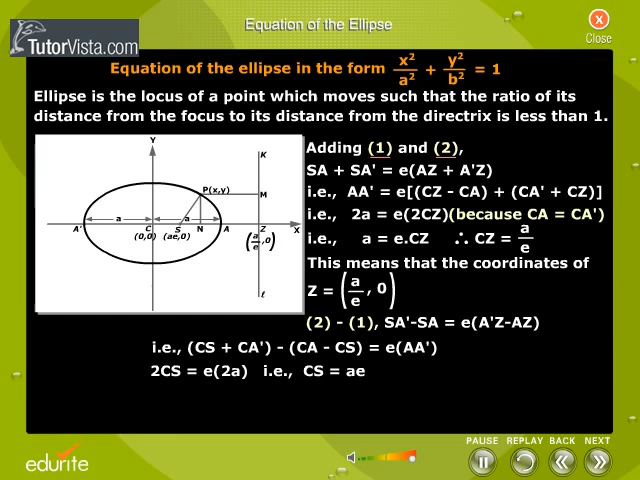 Equation of the Ellipse
X
Close
TutorVista.com
Equation of the ellipse in the form x²/a² + y²/b² = 1
Ellipse is the locus of a point which moves such that the ratio of its
distance from the focus to its distance from the directrix is less than 1.
Y
K
P(x,y)
M
a
a
A'
C
S
N
A
Z
X
(0,0)
(ae,0)
(a/e,0)
ℓ
Adding (1) and (2),
SA + SA' = e(AZ + A'Z)
i.e., AA' = e[(CZ - CA) + (CA' + CZ)]
i.e., 2a = e(2CZ)(because CA = CA')
i.e., a = e.CZ ∴ CZ = a/e
This means that the coordinates of
Z = (a/e, 0)
(2) - (1), SA'-SA = e(A'Z-AZ)
i.e., (CS + CA') - (CA - CS) = e(AA')
2CS = e(2a) i.e., CS = ae
PAUSE REPLAY BACK NEXT
edurite